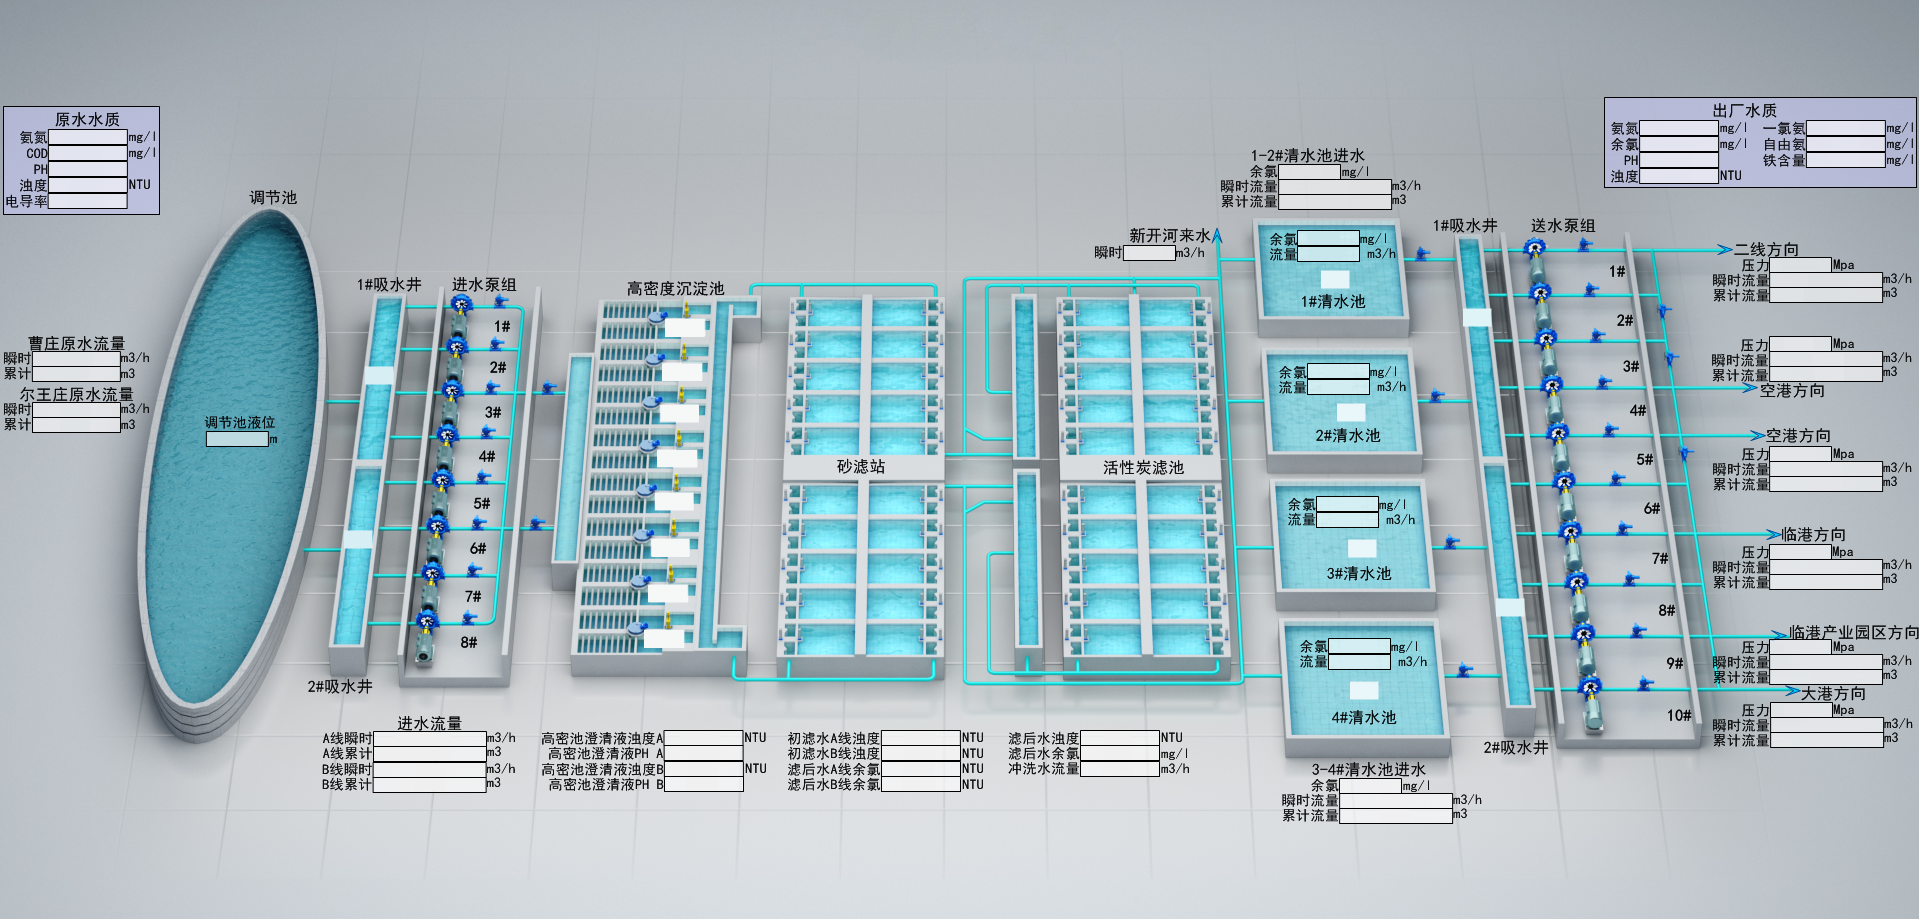 原水水质
氨氮 mg/l
COD mg/l
PH
浊度 NTU
电导率
调节池
曹庄原水流量
瞬时 m3/h
累计 m3
尔王庄原水流量
瞬时 m3/h
累计 m3
调节池液位
m
1#吸水井
2#吸水井
进水泵组
1#
2#
3#
4#
5#
6#
7#
8#
进水流量
A线瞬时 m3/h
A线累计 m3
B线瞬时 m3/h
B线累计 m3
高密度沉淀池
高密池澄清液浊度A NTU
高密池澄清液PH A
高密池澄清液浊度B NTU
高密池澄清液PH B
砂滤站
初滤水A线浊度 NTU
初滤水B线浊度 NTU
滤后水A线余氯 NTU
滤后水B线余氯 NTU
活性炭滤池
滤后水浊度 NTU
滤后水余氯 mg/l
冲洗水流量 m3/h
新开河来水
瞬时 m3/h
1-2#清水池进水
余氯 mg/l
瞬时流量 m3/h
累计流量 m3
余氯 mg/l
流量 m3/h
1#清水池
余氯 mg/l
流量 m3/h
2#清水池
余氯 mg/l
流量 m3/h
3#清水池
余氯 mg/l
流量 m3/h
4#清水池
3-4#清水池进水
余氯 mg/l
瞬时流量 m3/h
累计流量 m3
1#吸水井
2#吸水井
送水泵组
1#
2#
3#
4#
5#
6#
7#
8#
9#
10#
出厂水质
氨氮 mg/l 一氯氨 mg/l
余氯 mg/l 自由氨 mg/l
PH 铁含量 mg/l
浊度 NTU
二线方向
压力 Mpa
瞬时流量 m3/h
累计流量 m3
压力 Mpa
瞬时流量 m3/h
累计流量 m3
空港方向
空港方向
压力 Mpa
瞬时流量 m3/h
累计流量 m3
临港方向
压力 Mpa
瞬时流量 m3/h
累计流量 m3
临港产业园区方向
压力 Mpa
瞬时流量 m3/h
累计流量 m3
大港方向
压力 Mpa
瞬时流量 m3/h
累计流量 m3